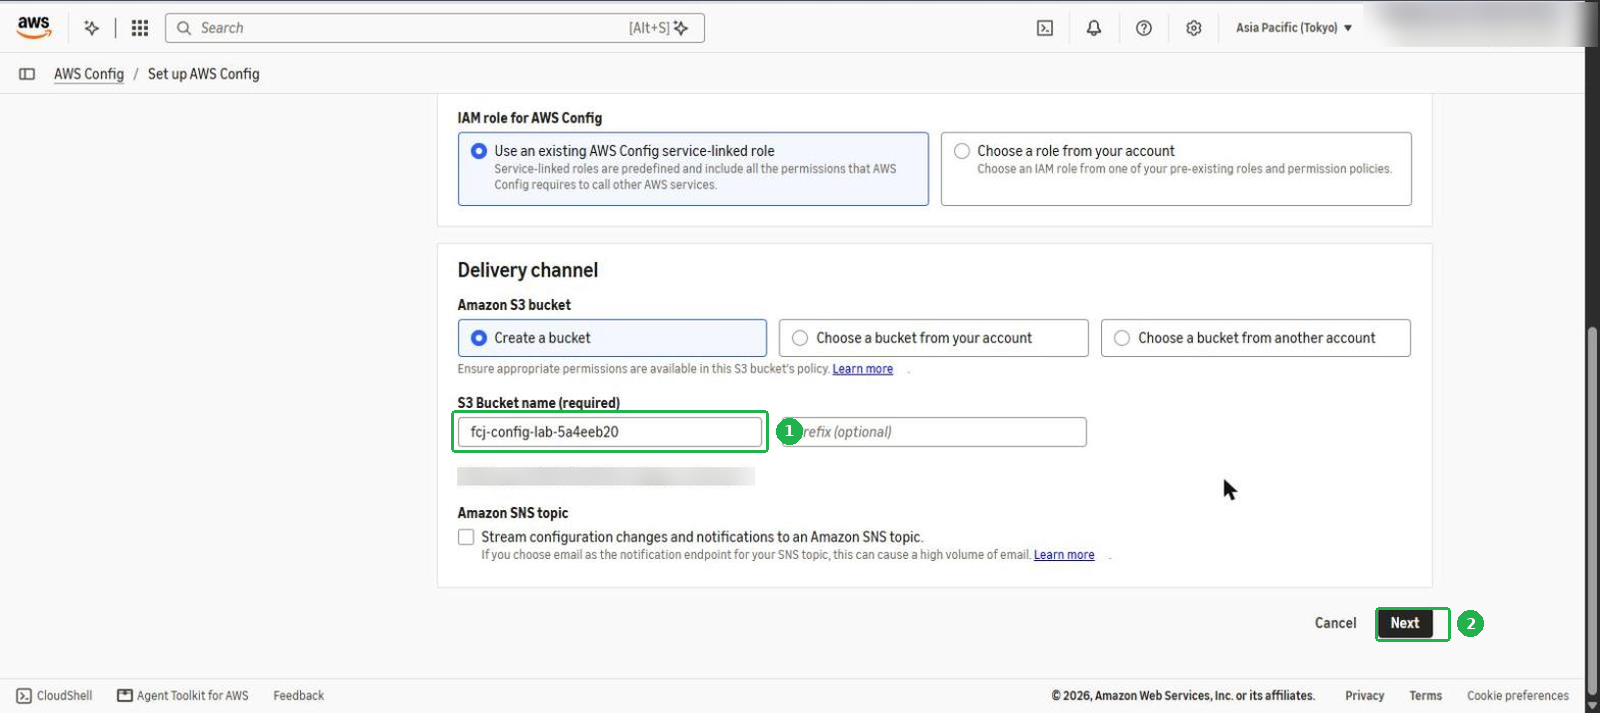 aws
Search [Alt+S]
Asia Pacific (Tokyo)
AWS Config / Set up AWS Config
IAM role for AWS Config
Use an existing AWS Config service-linked role
Service-linked roles are predefined and include all the permissions that AWS
Config requires to call other AWS services.
Choose a role from your account
Choose an IAM role from one of your pre-existing roles and permission policies.
Delivery channel
Amazon S3 bucket
Create a bucket
Choose a bucket from your account
Choose a bucket from another account
Ensure appropriate permissions are available in this S3 bucket's policy. Learn more
S3 Bucket name (required)
fcj-config-lab-5a4eeb20
1
refix (optional)
Amazon SNS topic
Stream configuration changes and notifications to an Amazon SNS topic.
If you choose email as the notification endpoint for your SNS topic, this can cause a high volume of email. Learn more
Cancel
Next
2
CloudShell
Agent Toolkit for AWS
Feedback
© 2026, Amazon Web Services, Inc. or its affiliates.
Privacy
Terms
Cookie preferences